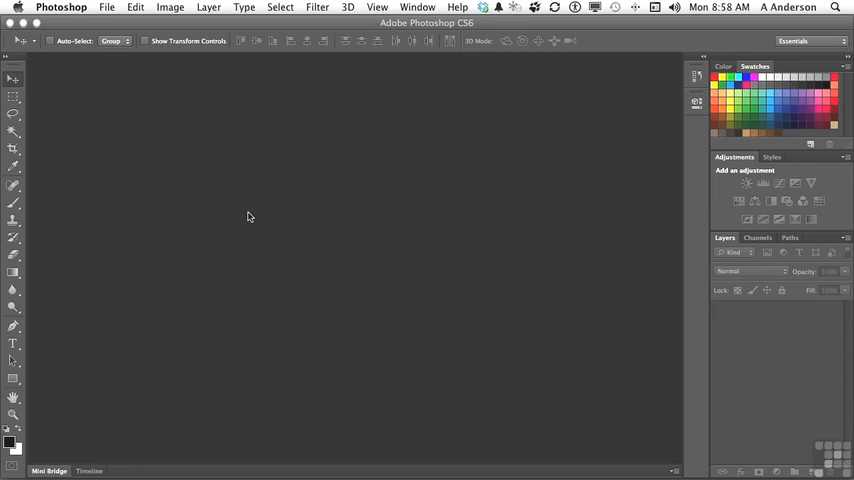 Photoshop File Edit Image Layer Type Select Filter 3D View Window Help Mon 8:58 AM A Anderson
Adobe Photoshop CS6
Auto-Select: Group Show Transform Controls 3D Mode: Essentials
Color Swatches
Adjustments Styles
Add an adjustment
Layers Channels Paths
Kind
Normal Opacity: 100%
Lock: Fill: 100%
Mini Bridge Timeline